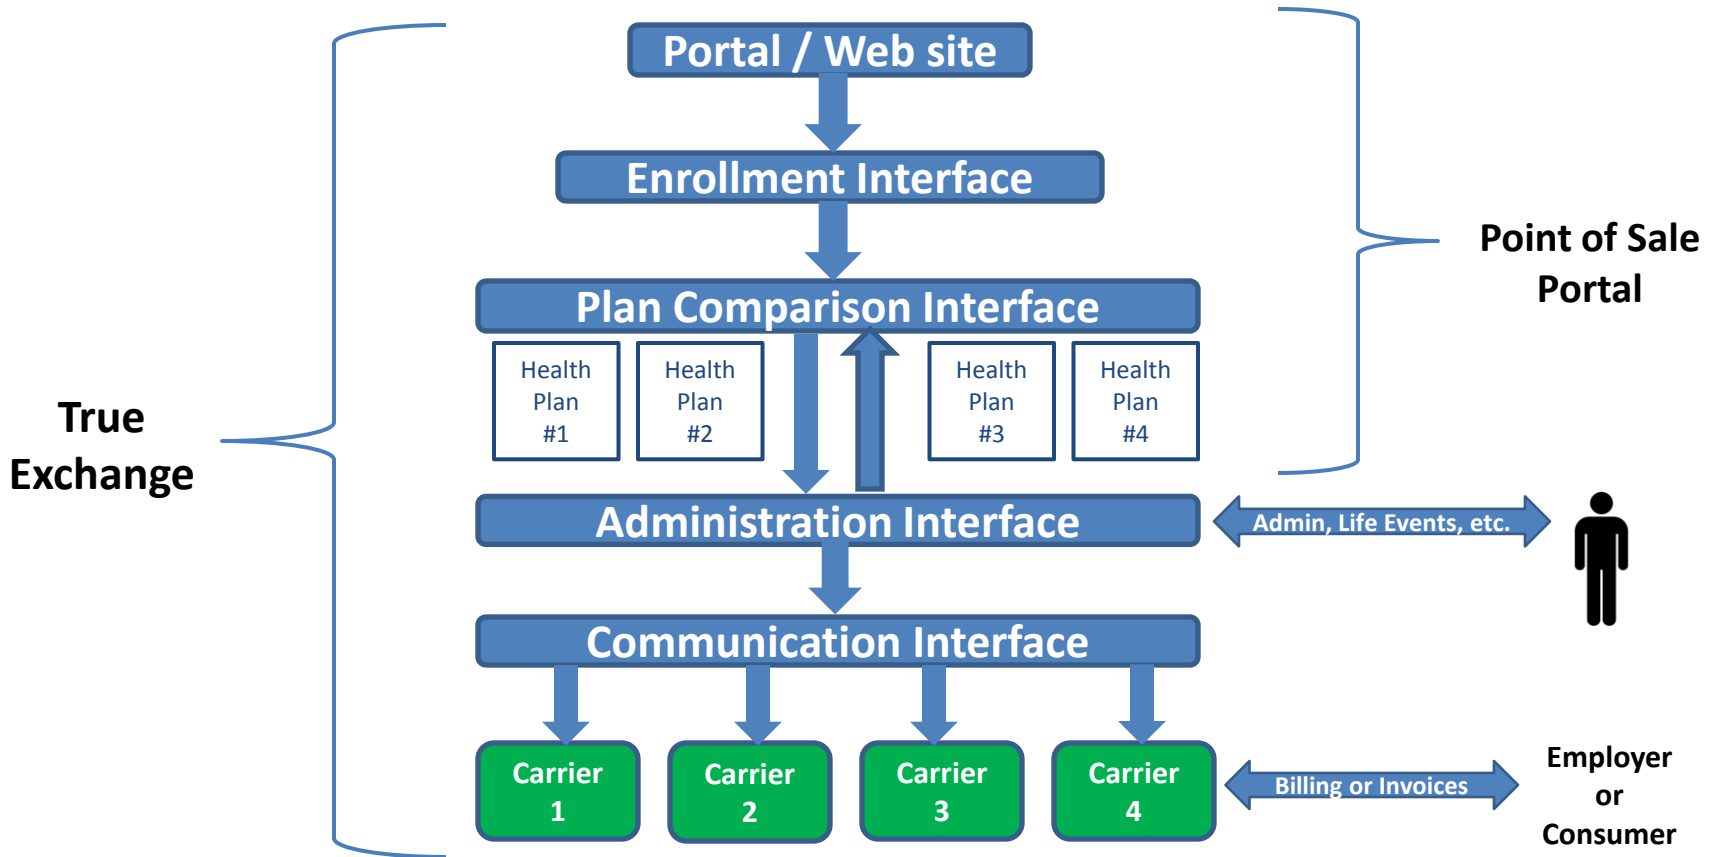 Portal / Web site
Enrollment Interface
Point of Sale
Portal
Plan Comparison Interface
Health
Plan
#1
Health
Plan
#2
Health
Plan
#3
Health
Plan
#4
True
Exchange
Administration Interface
Admin, Life Events, etc.
Communication Interface
Carrier
1
Carrier
2
Carrier
3
Carrier
4
Billing or Invoices
Employer
or
Consumer